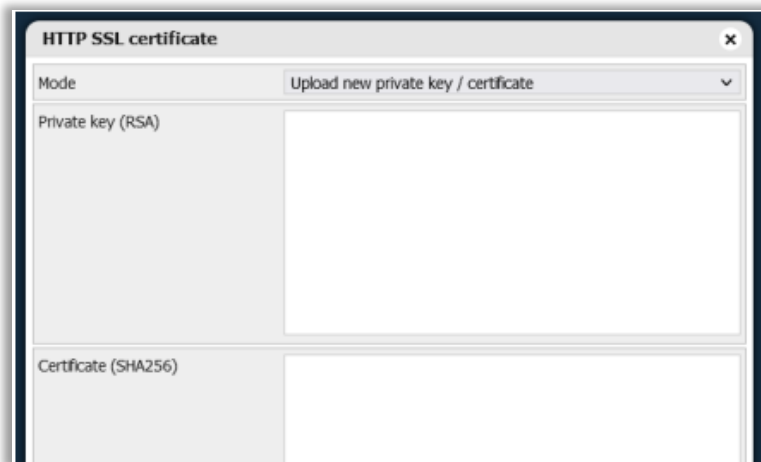 HTTP SSL certificate
Mode
Upload new private key / certificate
Private key (RSA)
Certificate (SHA256)